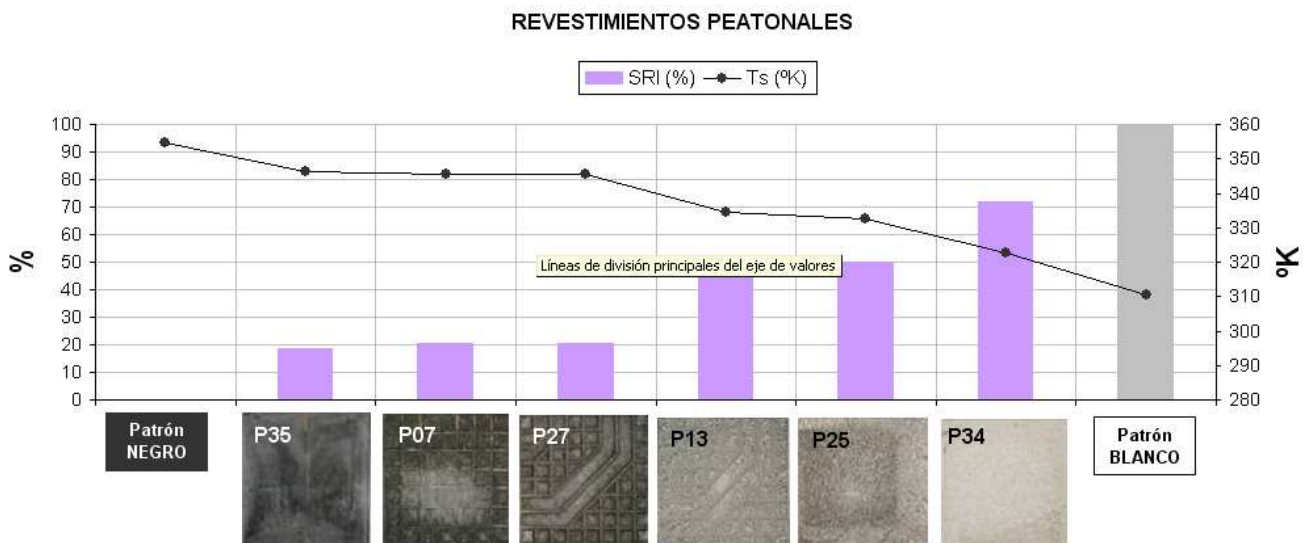 REVESTIMIENTOS PEATONALES
SRI (%) Ts (ºK)
100 360
90 350
80
70 340
60 330
50 320
40 310
30 300
20 290
10
0 280
%
ºK
Líneas de división principales del eje de valores
Patrón
NEGRO
P35 P07 P27 P13 P25 P34
Patrón
BLANCO